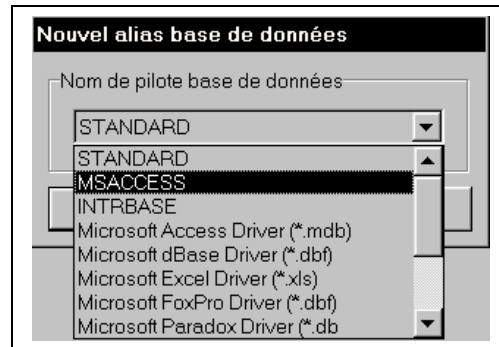 Nouvel alias base de données
Nom de pilote base de données
STANDARD
STANDARD
MSACCESS
INTRBASE
Microsoft Access Driver (*.mdb)
Microsoft dBase Driver (*.dbf)
Microsoft Excel Driver (*.xls)
Microsoft FoxPro Driver (*.dbf)
Microsoft Paradox Driver (*.db